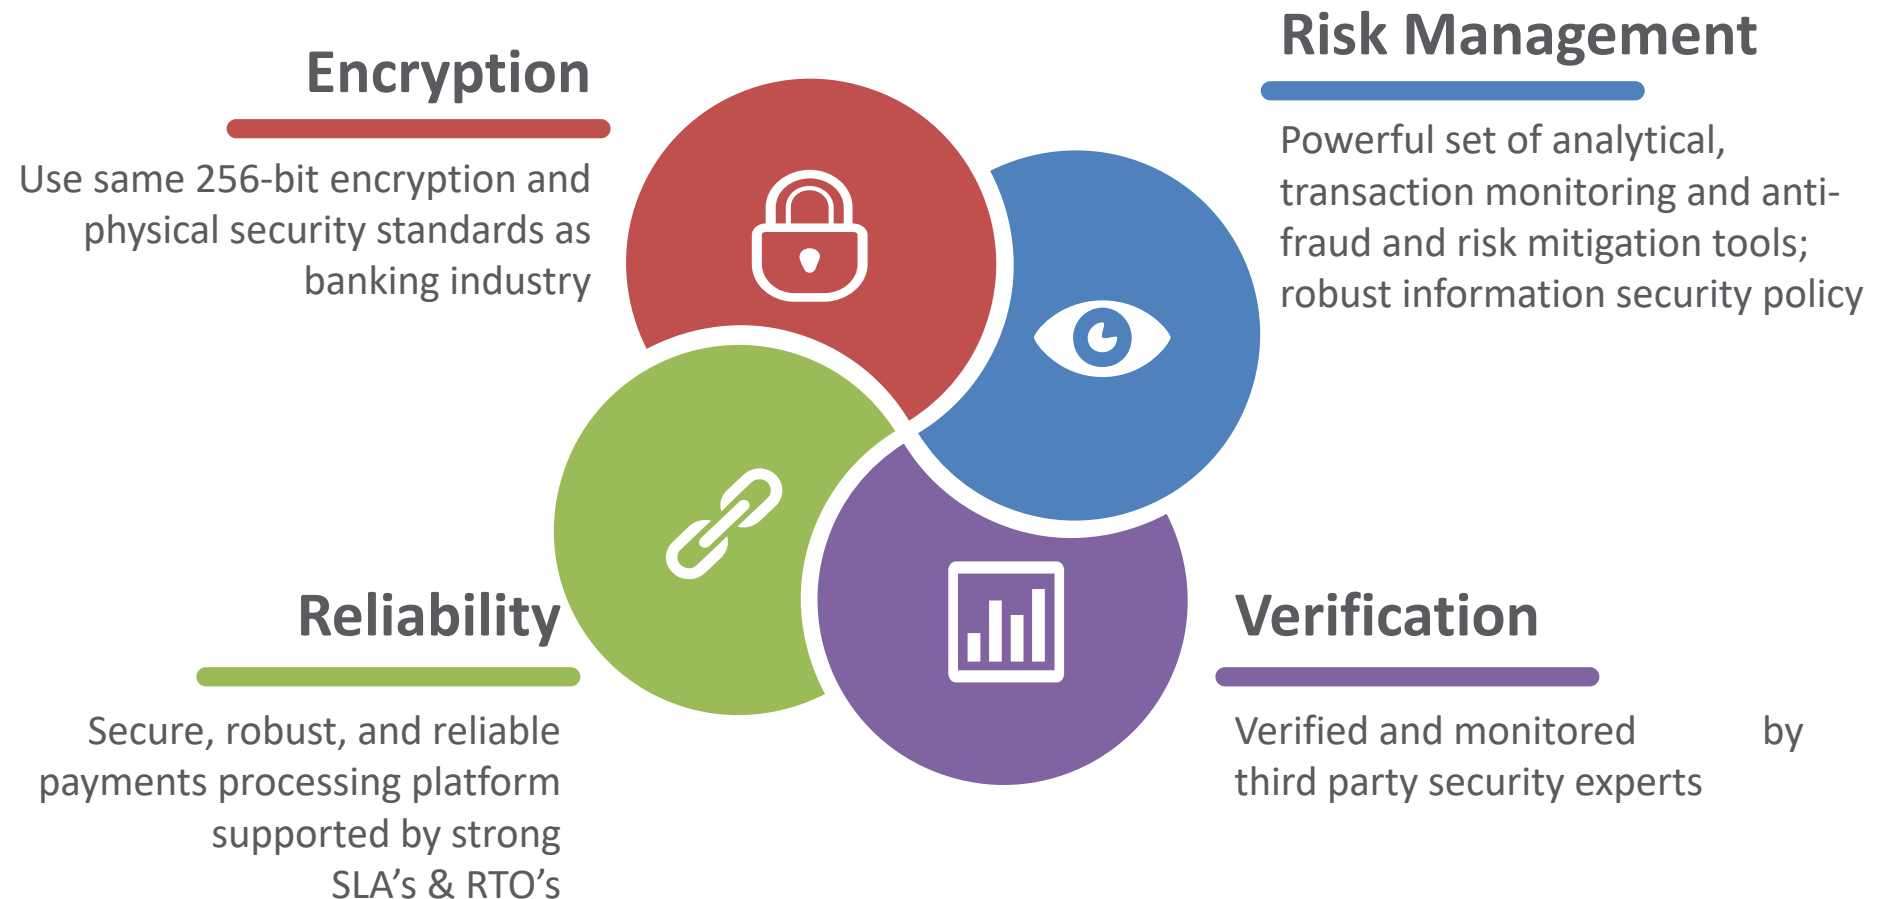 Encryption
Use same 256-bit encryption and
physical security standards as
banking industry
Risk Management
Powerful set of analytical,
transaction monitoring and anti-
fraud and risk mitigation tools;
robust information security policy
Reliability
Secure, robust, and reliable
payments processing platform
supported by strong
SLA’s & RTO’s
Verification
Verified and monitored by
third party security experts